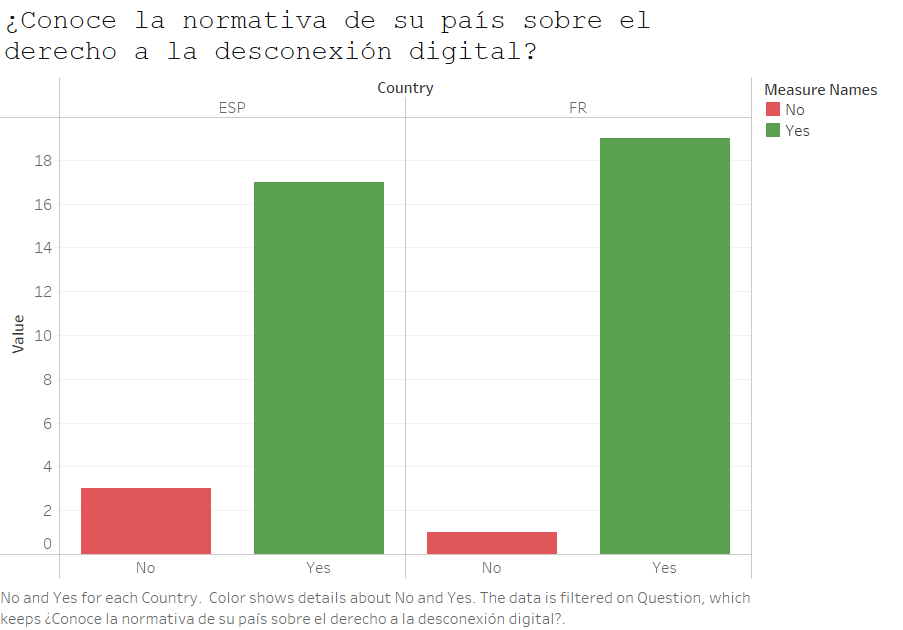 ¿Conoce la normativa de su país sobre el
derecho a la desconexión digital?
Country
ESP
FR
Measure Names
No
Yes
Value
18
16
14
12
10
8
6
4
2
0
No
Yes
No
Yes
No and Yes for each Country. Color shows details about No and Yes. The data is filtered on Question, which
keeps ¿Conoce la normativa de su país sobre el derecho a la desconexión digital?.